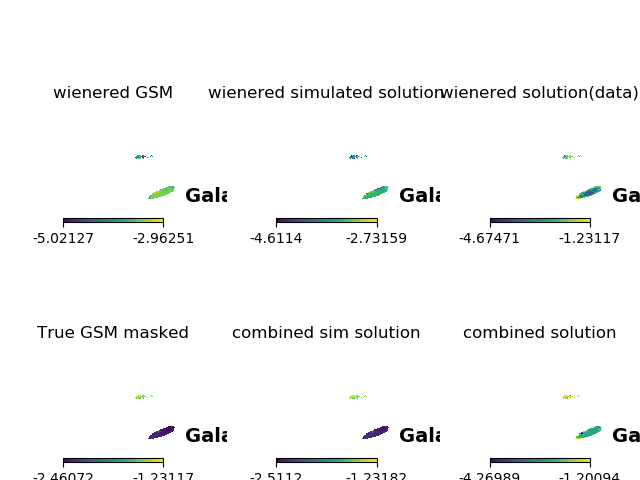 wienered GSM
wienered simulated solution
wienered solution(data)
Gala
Gala
Ga
-5.02127 -2.96251
-4.6114 -2.73159
-4.67471 -1.23117
True GSM masked
combined sim solution
combined solution
Gala
Gala
Ga
-2.46072 -1.23117
-2.5112 -1.23182
-4.26989 -1.20094